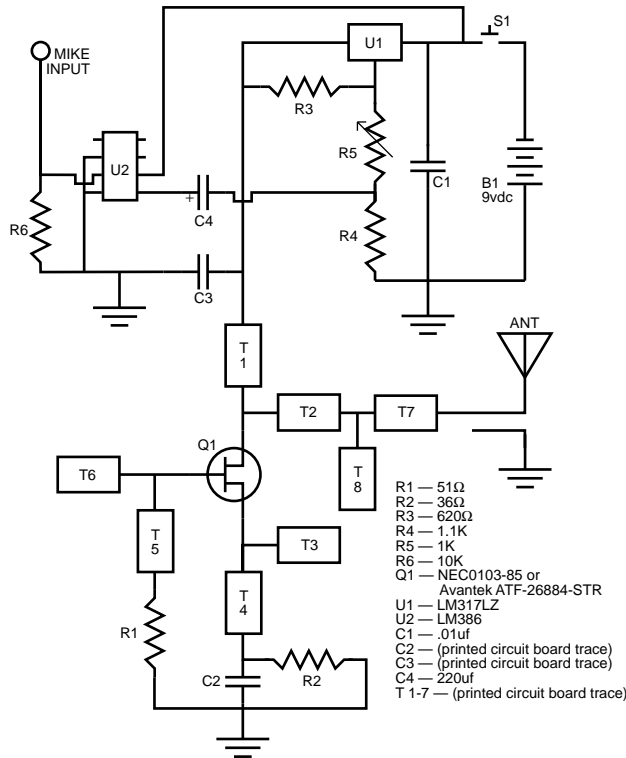 S1
U1
MIKE
INPUT
R3
R5
U2
C1
B1
9vdc
+
C4
R6
R4
C3
ANT
T
1
T2
T7
Q1
T6
T
8
T
5
T3
T
4
R1
C2
R2
R1 — 51Ω
R2 — 36Ω
R3 — 620Ω
R4 — 1.1K
R5 — 1K
R6 — 10K
Q1 — NEC0103-85 or
Avantek ATF-26884-STR
U1 — LM317LZ
U2 — LM386
C1 — .01uf
C2 — (printed circuit board trace)
C3 — (printed circuit board trace)
C4 — 220uf
T 1-7 — (printed circuit board trace)